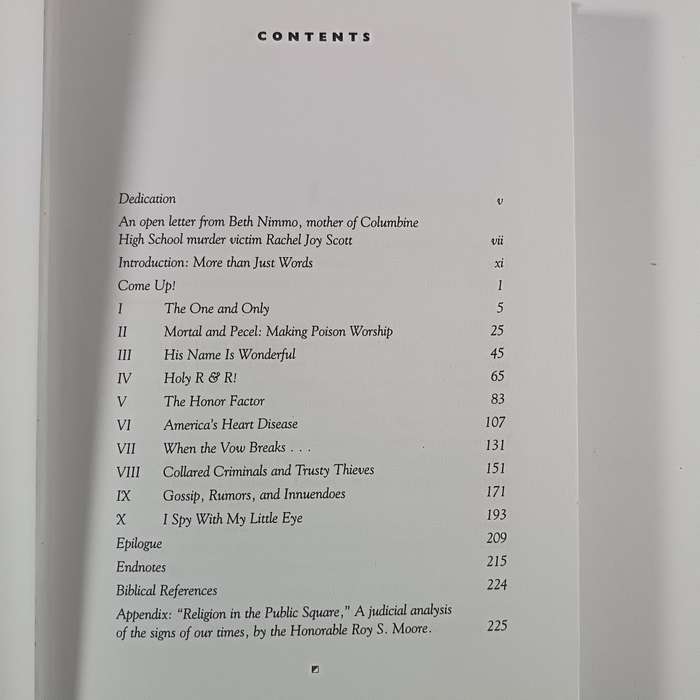 CONTENTS
Dedication v
An open letter from Beth Nimmo, mother of Columbine
High School murder victim Rachel Joy Scott vii
Introduction: More than Just Words xi
Come Up! 1
I The One and Only 5
II Mortal and Pecel: Making Poison Worship 25
III His Name Is Wonderful 45
IV Holy R & R! 65
V The Honor Factor 83
VI America's Heart Disease 107
VII When the Vow Breaks . . . 131
VIII Collared Criminals and Trusty Thieves 151
IX Gossip, Rumors, and Innuendoes 171
X I Spy With My Little Eye 193
Epilogue 209
Endnotes 215
Biblical References 224
Appendix: “Religion in the Public Square,” A judicial analysis
of the signs of our times, by the Honorable Roy S. Moore. 225